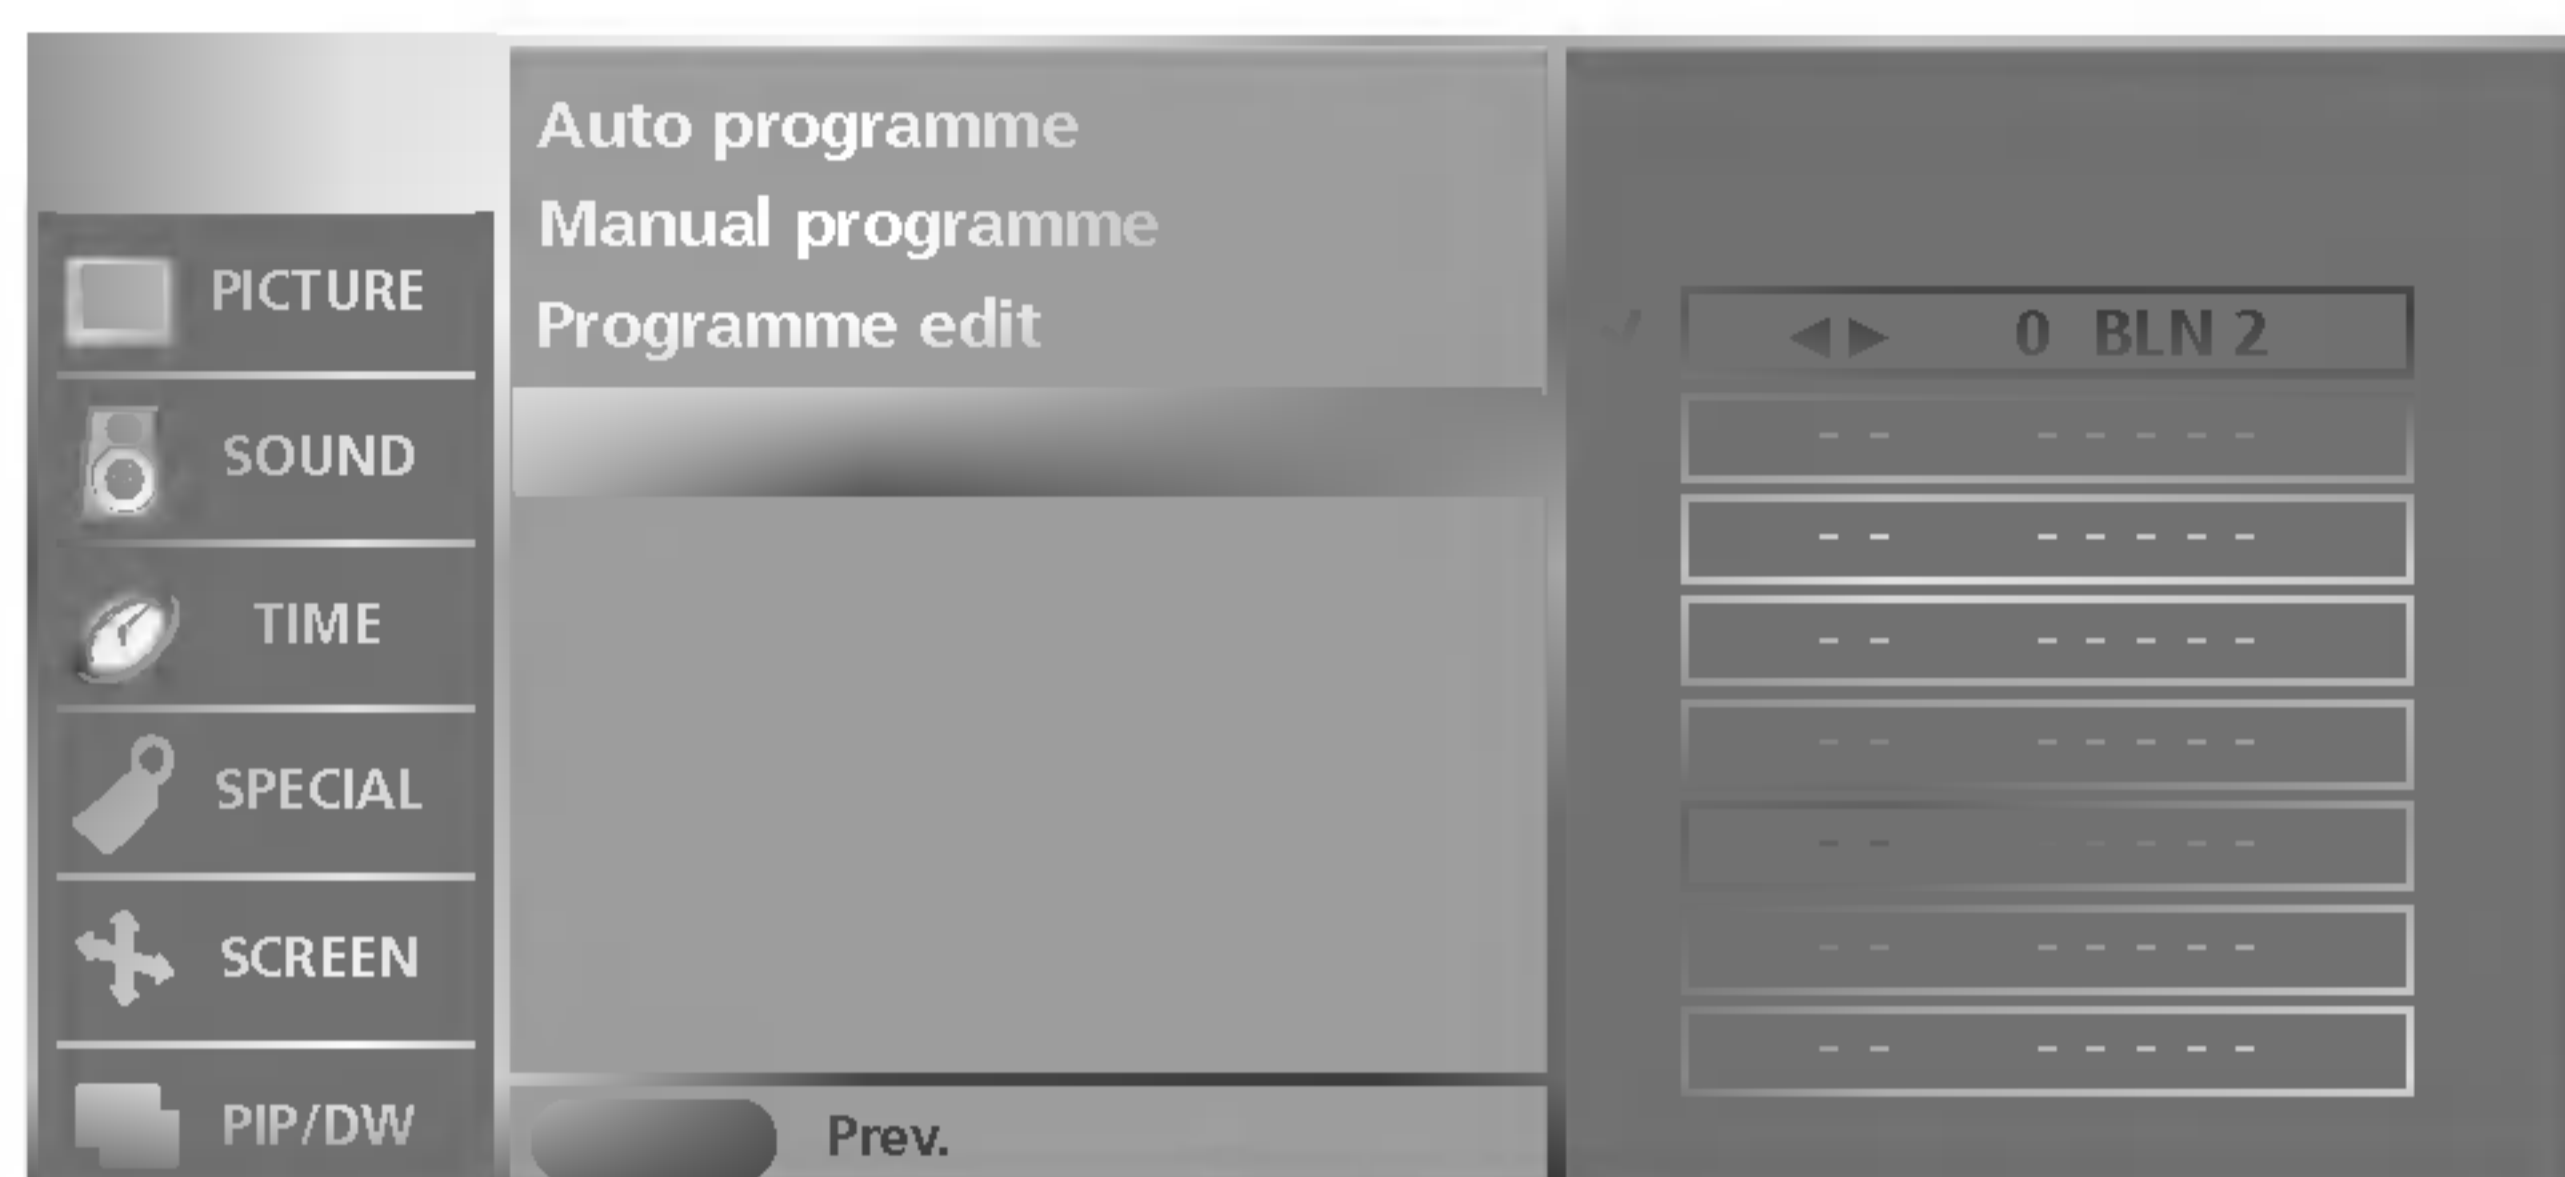 Auto programme
Manual programme
Programme edit
PICTURE
SOUND
TIME
SPECIAL
SCREEN
PIP/DW
Prev.
◀▶ 0 BLN 2
- - - - - - -
- - - - - - -
- - - - - - -
- - - - - - -
- - - - - - -
- - - - - - -
- - - - - - -